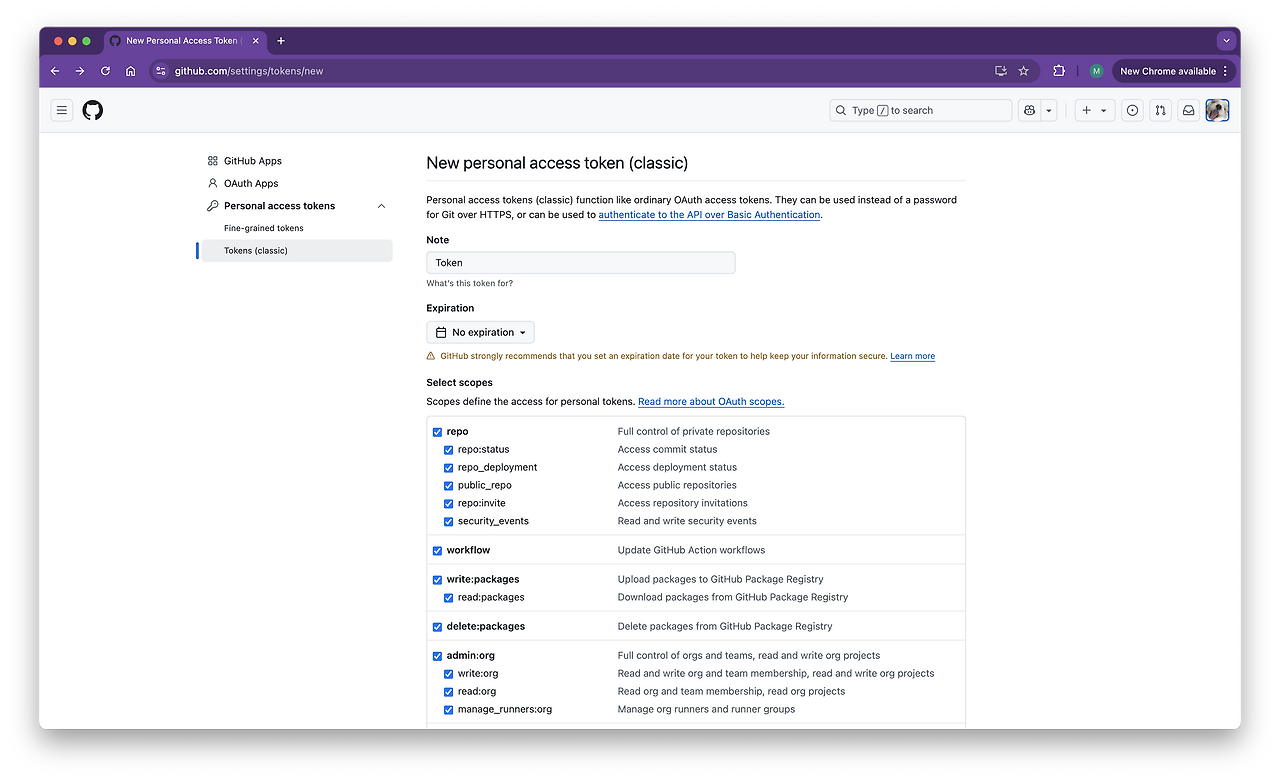 New Personal Access Token (
github.com/settings/tokens/new
M
New Chrome available
Type / to search
GitHub Apps
OAuth Apps
Personal access tokens
Fine-grained tokens
Tokens (classic)
New personal access token (classic)
Personal access tokens (classic) function like ordinary OAuth access tokens. They can be used instead of a password
for Git over HTTPS, or can be used to authenticate to the API over Basic Authentication.
Note
Token
What's this token for?
Expiration
No expiration
GitHub strongly recommends that you set an expiration date for your token to help keep your information secure. Learn more
Select scopes
Scopes define the access for personal tokens. Read more about OAuth scopes.
repo Full control of private repositories
repo:status Access commit status
repo_deployment Access deployment status
public_repo Access public repositories
repo:invite Access repository invitations
security_events Read and write security events
workflow Update GitHub Action workflows
write:packages Upload packages to GitHub Package Registry
read:packages Download packages from GitHub Package Registry
delete:packages Delete packages from GitHub Package Registry
admin:org Full control of orgs and teams, read and write org projects
write:org Read and write org and team membership, read and write org projects
read:org Read org and team membership, read org projects
manage_runners:org Manage org runners and runner groups